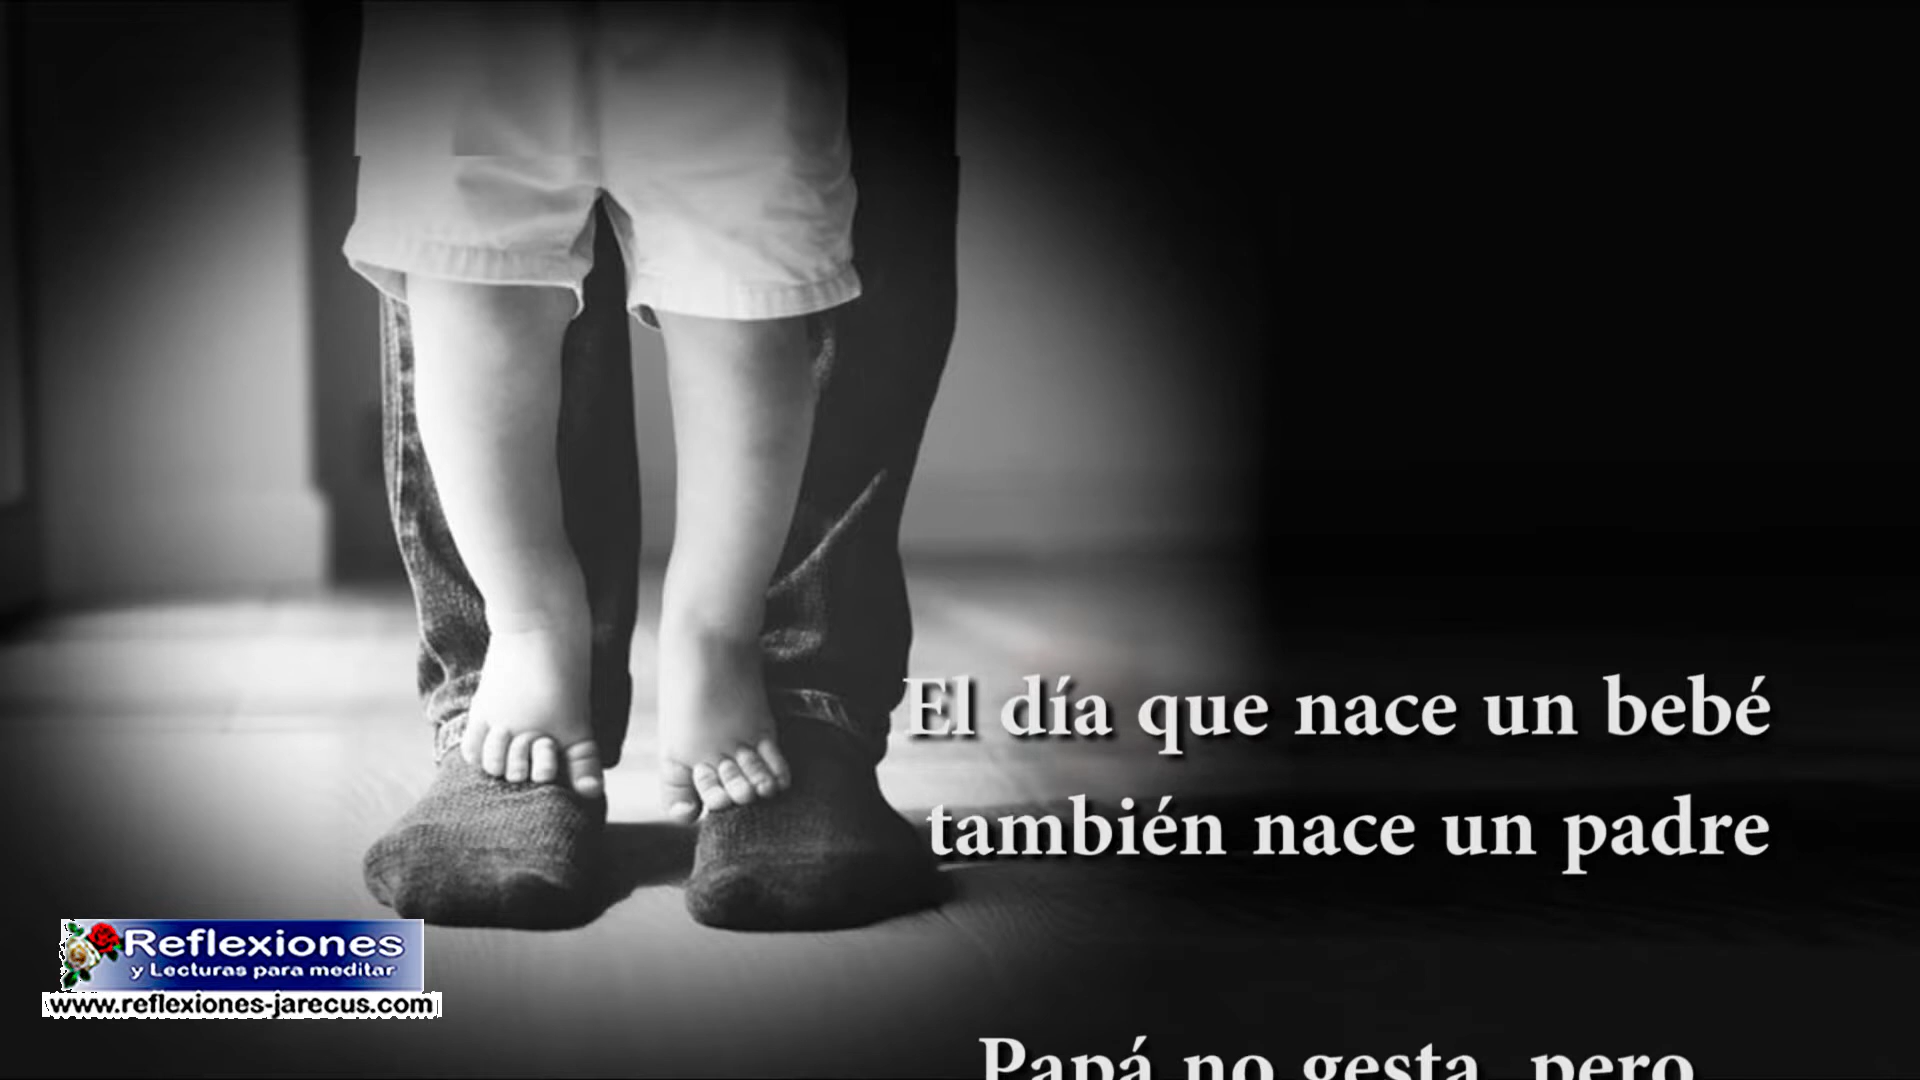 El día que nace un bebé
también nace un padre
Papá no gesta, pero
Reflexiones
y Lecturas para meditar
www.reflexiones-jarecus.com